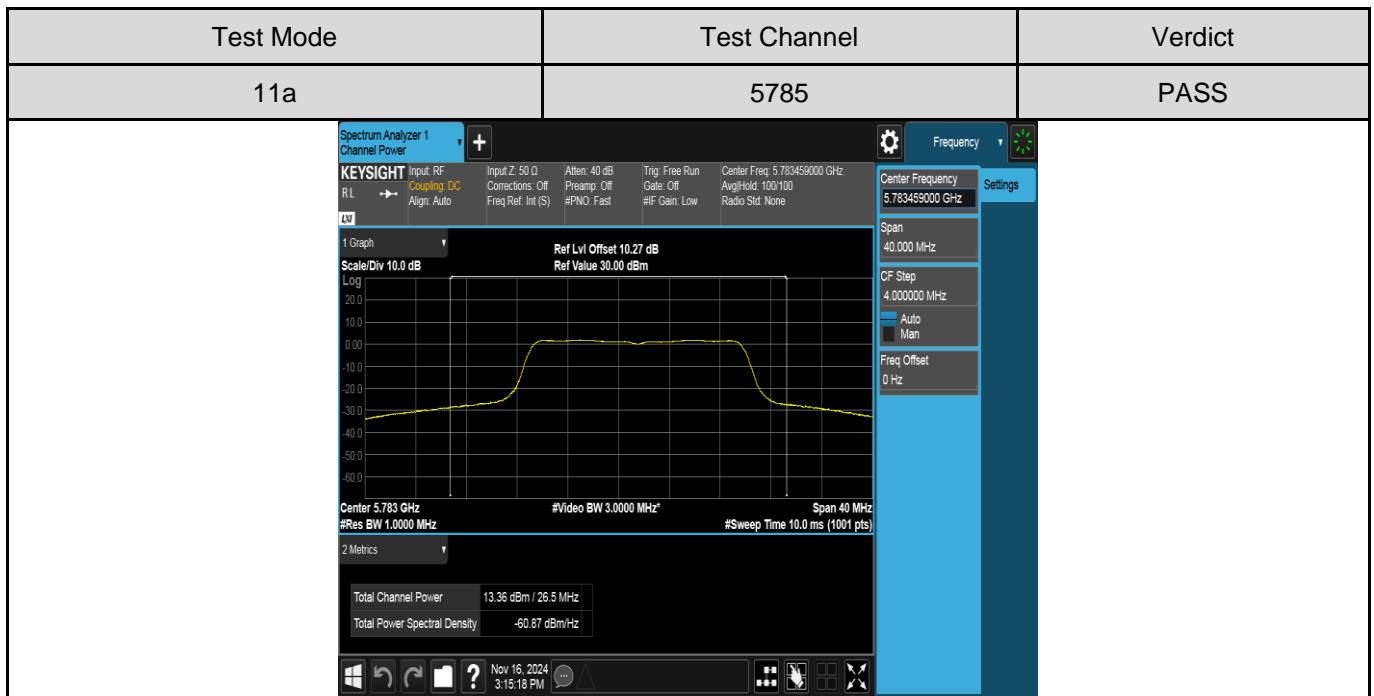 Test Mode Test Channel Verdict
11a 5785 PASS
Spectrum Analyzer 1
Channel Power
+
Frequency
KEYSIGHT Input: RF Input Z: 50 Ω Atten: 40 dB Trig: Free Run Center Freq: 5.783459000 GHz
RL Coupling: DC Corrections: Off Preamp: Off Gate: Off Avg|Hold: 100/100
Align: Auto Freq Ref: Int (S) #PNO: Fast #IF Gain: Low Radio Std: None
LXI
Center Frequency
5.783459000 GHz
Settings
Span
40.000 MHz
CF Step
4.000000 MHz
Auto
Man
Freq Offset
0 Hz
1 Graph
Ref Lvl Offset 10.27 dB
Scale/Div 10.0 dB Ref Value 30.00 dBm
Log
20.0
10.0
0.00
-10.0
-20.0
-30.0
-40.0
-50.0
-60.0
Center 5.783 GHz #Video BW 3.0000 MHz* Span 40 MHz
#Res BW 1.0000 MHz #Sweep Time 10.0 ms (1001 pts)
2 Metrics
Total Channel Power 13.36 dBm / 26.5 MHz
Total Power Spectral Density -60.87 dBm/Hz
? Nov 16, 2024
3:15:18 PM